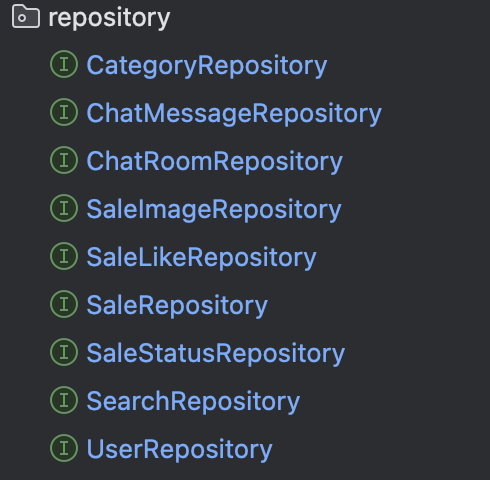 repository
CategoryRepository
ChatMessageRepository
ChatRoomRepository
SaleImageRepository
SaleLikeRepository
SaleRepository
SaleStatusRepository
SearchRepository
UserRepository